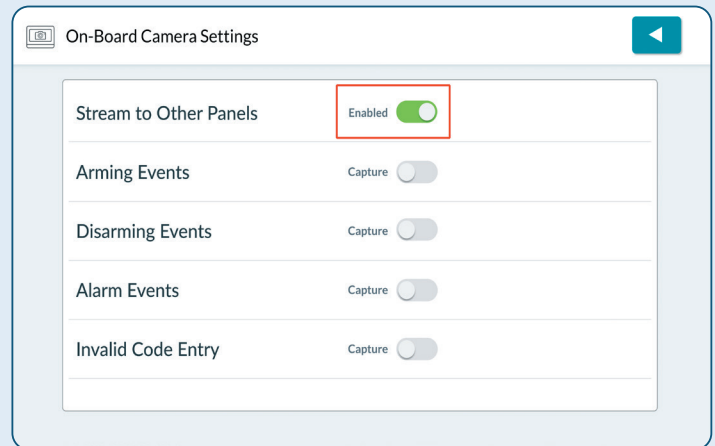 On-Board Camera Settings
Stream to Other Panels Enabled
Arming Events Capture
Disarming Events Capture
Alarm Events Capture
Invalid Code Entry Capture